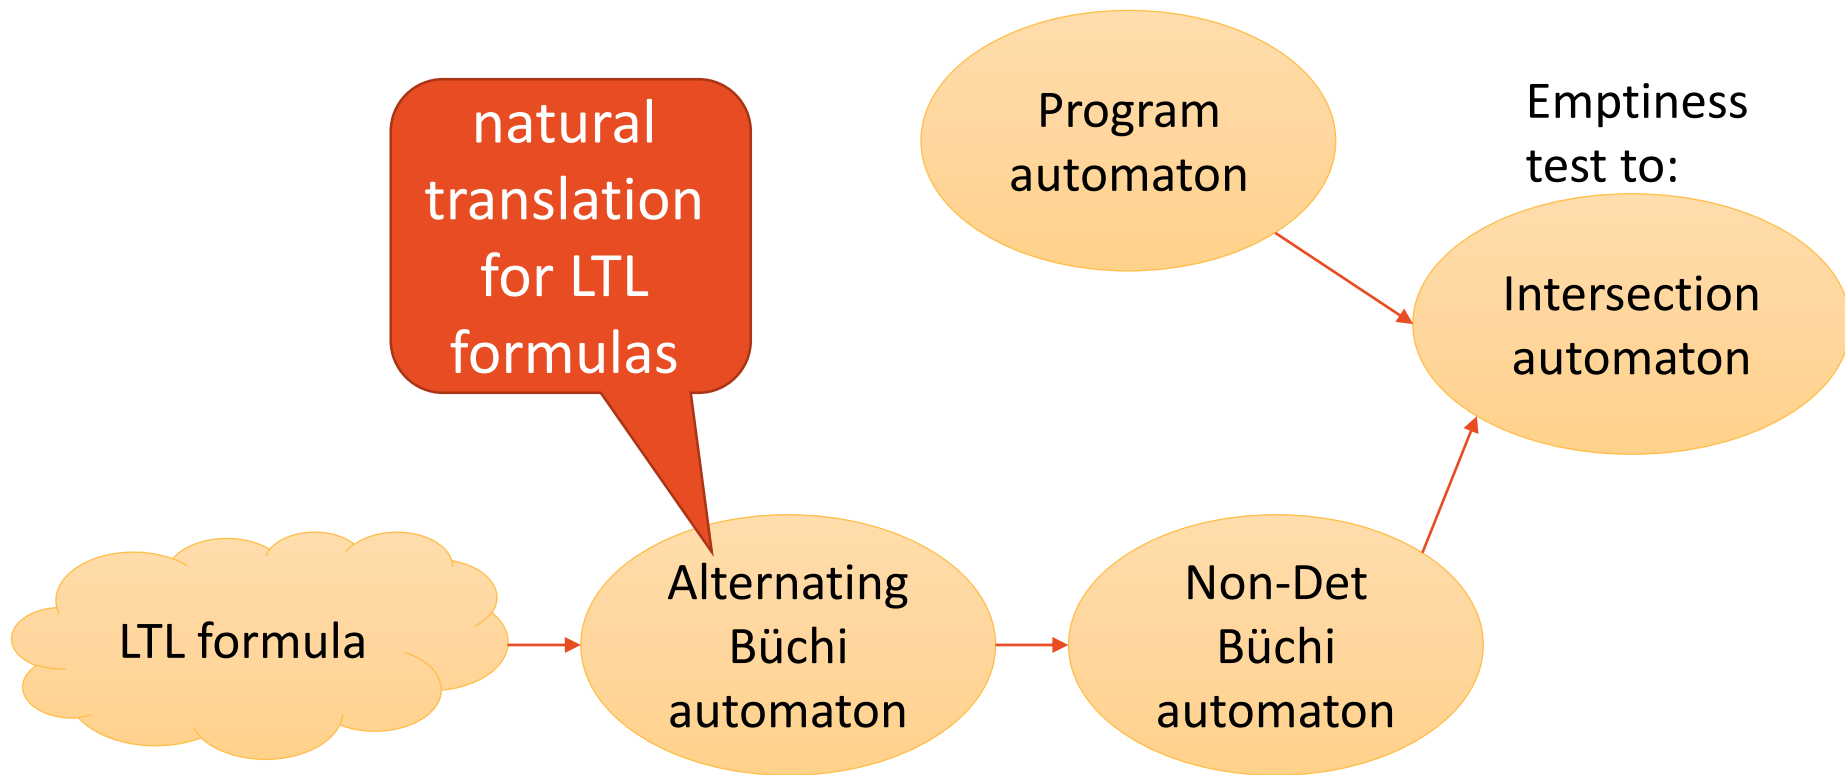 natural
translation
for LTL
formulas
Program
automaton
Emptiness
test to:
Intersection
automaton
LTL formula
Alternating
Büchi
automaton
Non-Det
Büchi
automaton